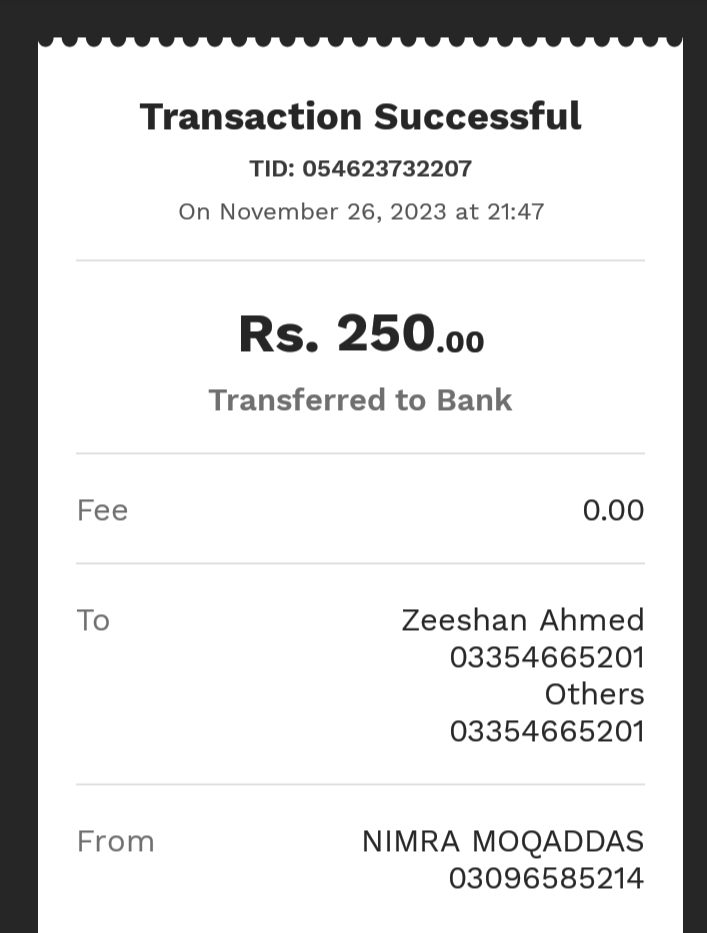 Transaction Successful
TID: 054623732207
On November 26, 2023 at 21:47
Rs. 250.00
Transferred to Bank
Fee 0.00
To Zeeshan Ahmed
03354665201
Others
03354665201
From NIMRA MOQADDAS
03096585214